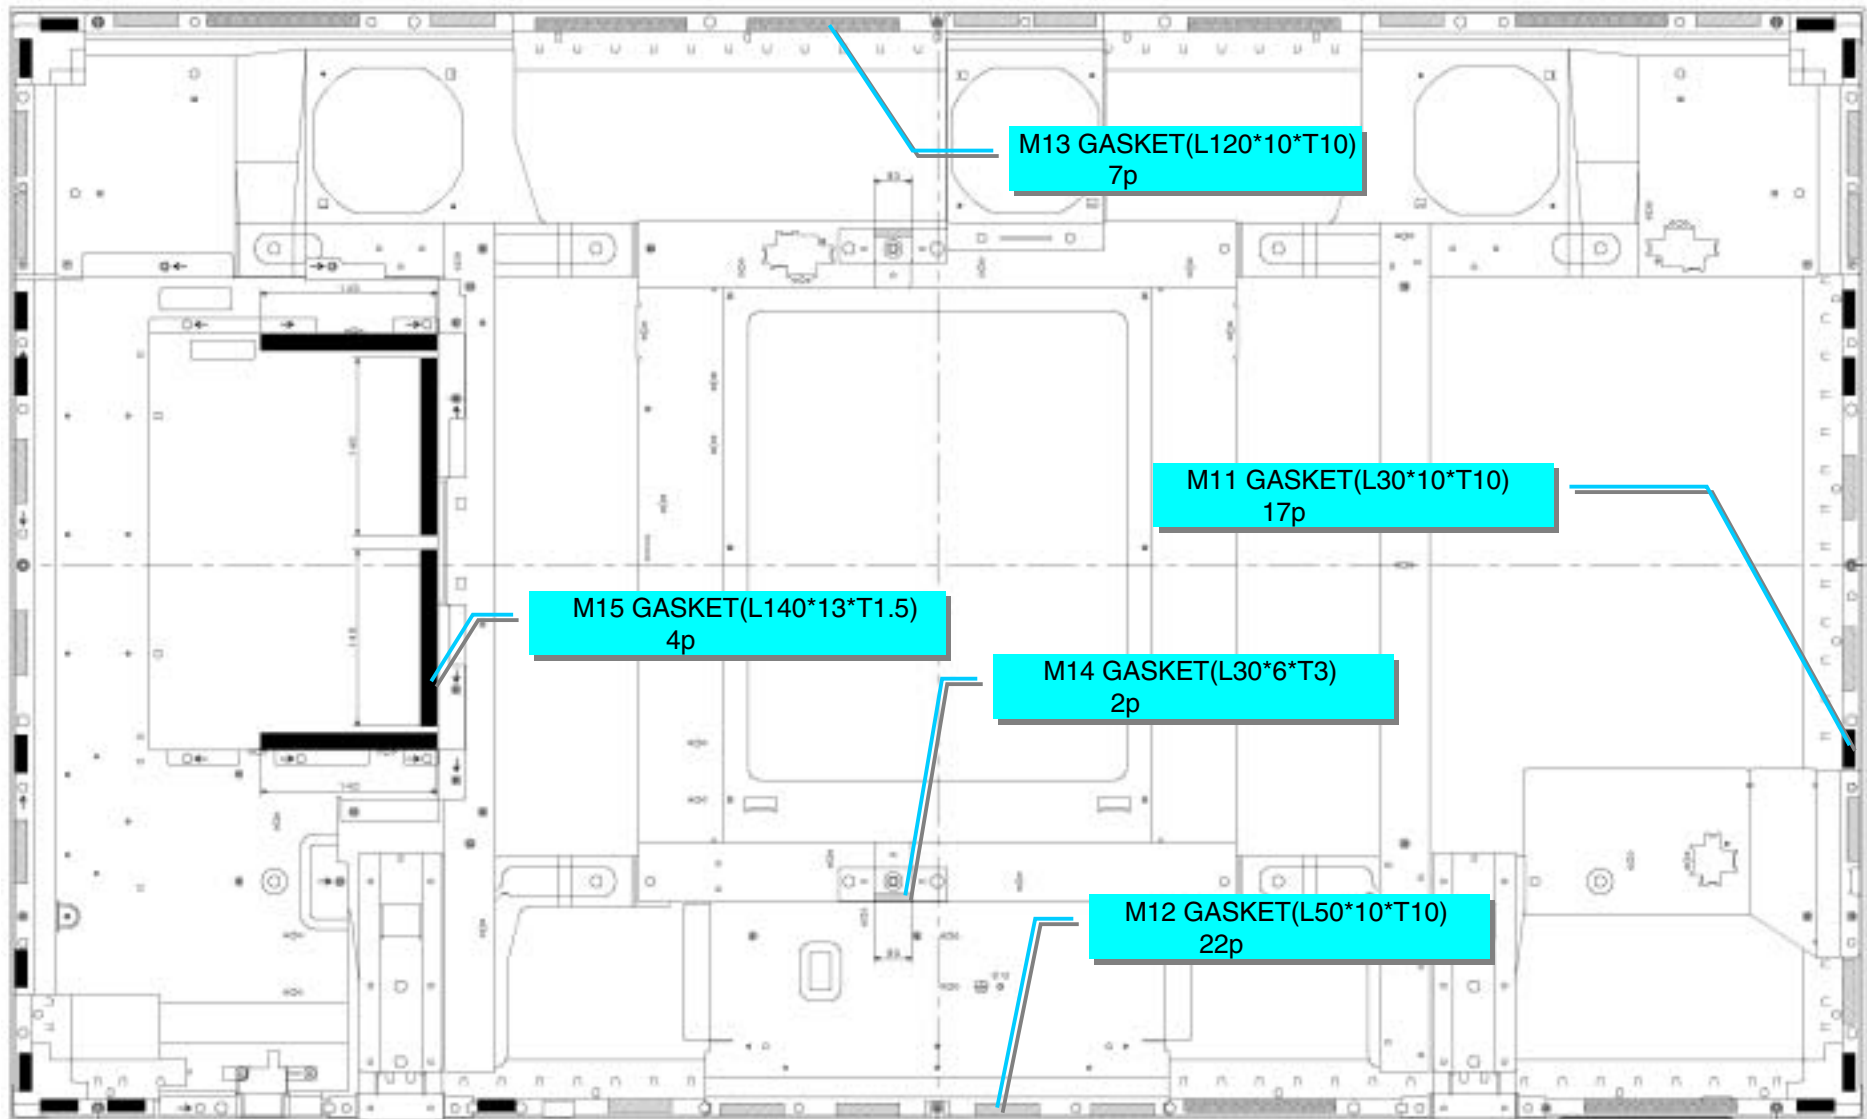 M13 GASKET(L120*10*T10)
7p
M11 GASKET(L30*10*T10)
17p
M15 GASKET(L140*13*T1.5)
4p
M14 GASKET(L30*6*T3)
2p
M12 GASKET(L50*10*T10)
22p